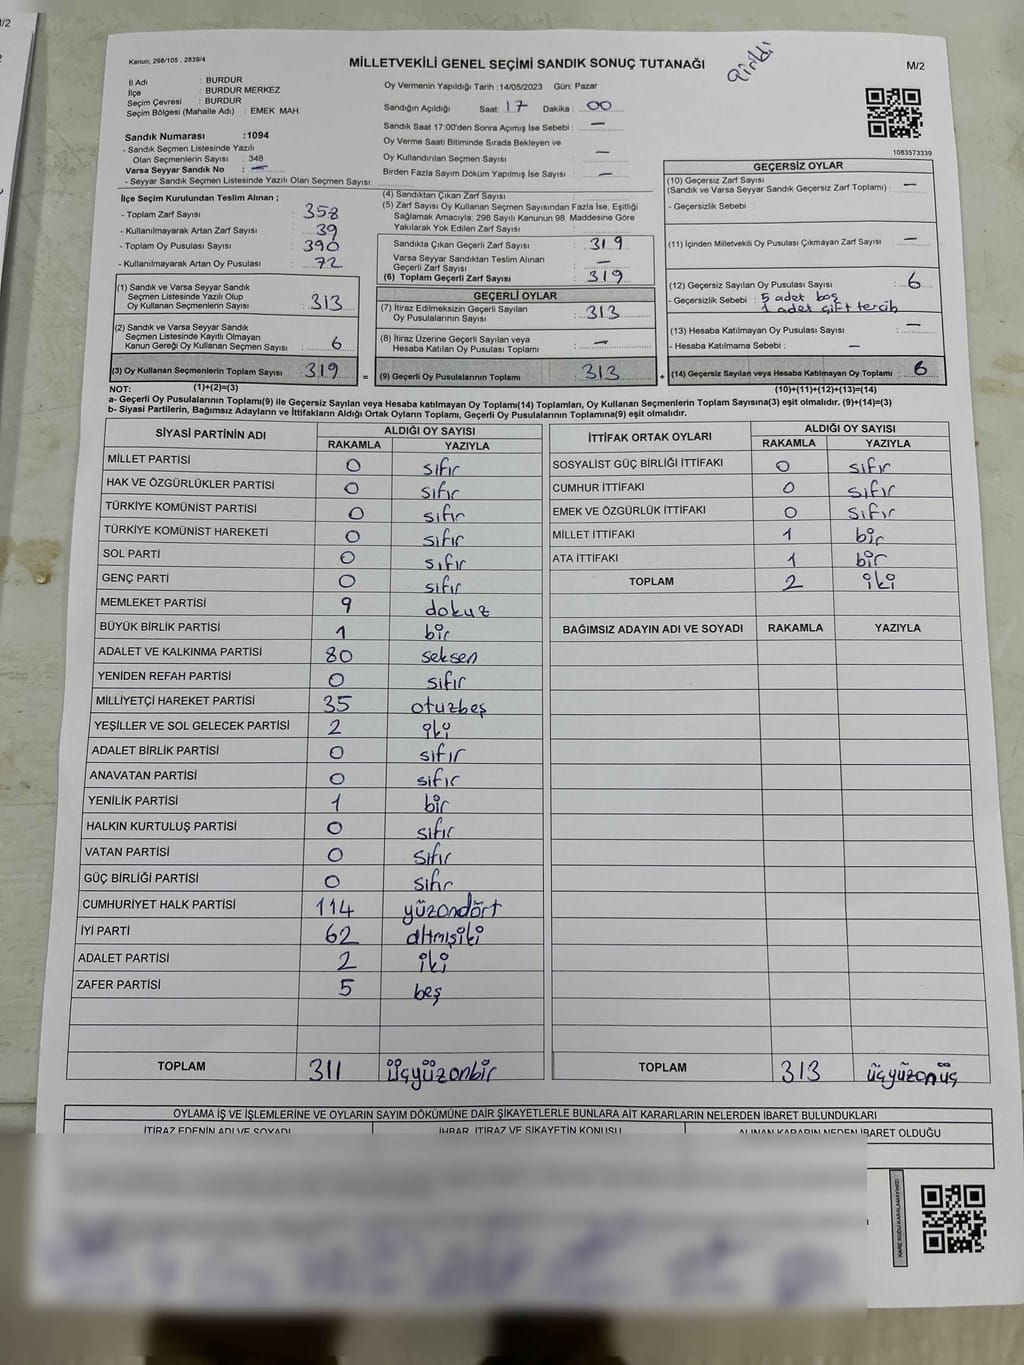 Kanun; 298/105 , 2839/4
MİLLETVEKİLİ GENEL SEÇİMİ SANDIK SONUÇ TUTANAĞI
Girildi
M/2
İl Adı : BURDUR
İlçe : BURDUR MERKEZ
Seçim Çevresi : BURDUR
Seçim Bölgesi (Mahalle Adı) : EMEK MAH.
Sandık Numarası :1094
- Sandık Seçmen Listesinde Yazılı
Olan Seçmenlerin Sayısı : 348
Varsa Seyyar Sandık No : —
- Seyyar Sandık Seçmen Listesinde Yazılı Olan Seçmen Sayısı:
Oy Vermenin Yapıldığı Tarih :14/05/2023 Gün: Pazar
Sandığın Açıldığı Saat: 17 Dakika : 00
Sandık Saat 17:00'den Sonra Açımış İse Sebebi : —
Oy Verme Saati Bitiminde Sırada Bekleyen ve
Oy Kullandırılan Seçmen Sayısı : —
Birden Fazla Sayım Döküm Yapılmış İse Sayısı : —
1083573339
İlçe Seçim Kurulundan Teslim Alınan ;
- Toplam Zarf Sayısı : 358
- Kullanılmayarak Artan Zarf Sayısı : 39
- Toplam Oy Pusulası Sayısı : 390
- Kullanılmayarak Artan Oy Pusulası : 72
(1) Sandık ve Varsa Seyyar Sandık
Seçmen Listesinde Yazılı Olup
Oy Kullanan Seçmenlerin Sayısı : 313
(2) Sandık ve Varsa Seyyar Sandık
Seçmen Listesinde Kayıtlı Olmayan
Kanun Gereği Oy Kullanan Seçmen Sayısı : 6
(3) Oy Kullanan Seçmenlerin Toplam Sayısı : 319
(4) Sandıktan Çıkan Zarf Sayısı
(5) Zarf Sayısı Oy Kullanan Seçmen Sayısından Fazla İse, Eşitliği
Sağlamak Amacıyla; 298 Sayılı Kanunun 98. Maddesine Göre
Yakılarak Yok Edilen Zarf Sayısı :
Sandıkta Çıkan Geçerli Zarf Sayısı : 319
Varsa Seyyar Sandıktan Teslim Alınan
Geçerli Zarf Sayısı : —
(6) Toplam Geçerli Zarf Sayısı : 319
GEÇERLİ OYLAR
(7) İtiraz Edilmeksizin Geçerli Sayılan
Oy Pusulalarının Sayısı : 313
(8) İtiraz Üzerine Geçerli Sayılan veya
Hesaba Katılan Oy Pusulası Toplamı : —
= (9) Geçerli Oy Pusulalarının Toplamı : 313
GEÇERSİZ OYLAR
(10) Geçersiz Zarf Sayısı
(Sandık ve Varsa Seyyar Sandık Geçersiz Zarf Toplamı) : —
- Geçersizlik Sebebi :
(11) İçinden Milletvekili Oy Pusulası Çıkmayan Zarf Sayısı : —
(12) Geçersiz Sayılan Oy Pusulası Sayısı : 6
- Geçersizlik Sebebi : 5 adet boş
1 adet çift tercih
(13) Hesaba Katılmayan Oy Pusulası Sayısı : —
- Hesaba Katılmama Sebebi : —
+ (14) Geçersiz Sayılan veya Hesaba Katılmayan Oy Toplamı : 6
NOT: (1)+(2)=(3)
(10)+(11)+(12)+(13)=(14)
a- Geçerli Oy Pusulalarının Toplamı(9) ile Geçersiz Sayılan veya Hesaba katılmayan Oy Toplamı(14) Toplamları, Oy Kullanan Seçmenlerin Toplam Sayısına(3) eşit olmalıdır. (9)+(14)=(3)
b- Siyasi Partilerin, Bağımsız Adayların ve İttifakların Aldığı Ortak Oyların Toplamı, Geçerli Oy Pusulalarının Toplamına(9) eşit olmalıdır.
SİYASİ PARTİNİN ADI ALDIĞI OY SAYISI
RAKAMLA YAZIYLA
MİLLET PARTİSİ 0 sıfır
HAK VE ÖZGÜRLÜKLER PARTİSİ 0 sıfır
TÜRKİYE KOMÜNİST PARTİSİ 0 sıfır
TÜRKİYE KOMÜNİST HAREKETİ 0 sıfır
SOL PARTİ 0 sıfır
GENÇ PARTİ 0 sıfır
MEMLEKET PARTİSİ 9 dokuz
BÜYÜK BİRLİK PARTİSİ 1 bir
ADALET VE KALKINMA PARTİSİ 80 seksen
YENİDEN REFAH PARTİSİ 0 sıfır
MİLLİYETÇİ HAREKET PARTİSİ 35 otuzbeş
YEŞİLLER VE SOL GELECEK PARTİSİ 2 iki
ADALET BİRLİK PARTİSİ 0 sıfır
ANAVATAN PARTİSİ 0 sıfır
YENİLİK PARTİSİ 1 bir
HALKIN KURTULUŞ PARTİSİ 0 sıfır
VATAN PARTİSİ 0 sıfır
GÜÇ BİRLİĞİ PARTİSİ 0 sıfır
CUMHURİYET HALK PARTİSİ 114 yüzondört
İYİ PARTİ 62 altmışiki
ADALET PARTİSİ 2 iki
ZAFER PARTİSİ 5 beş
TOPLAM 311 üçyüzonbir
İTTİFAK ORTAK OYLARI ALDIĞI OY SAYISI
RAKAMLA YAZIYLA
SOSYALİST GÜÇ BİRLİĞİ İTTİFAKI 0 sıfır
CUMHUR İTTİFAKI 0 sıfır
EMEK VE ÖZGÜRLÜK İTTİFAKI 0 sıfır
MİLLET İTTİFAKI 1 bir
ATA İTTİFAKI 1 bir
TOPLAM 2 iki
BAĞIMSIZ ADAYIN ADI VE SOYADI RAKAMLA YAZIYLA
TOPLAM 313 üçyüzonüç
OYLAMA İŞ VE İŞLEMLERİNE VE OYLARIN SAYIM DÖKÜMÜNE DAİR ŞİKAYETLERLE BUNLARA AİT KARARLARIN NELERDEN İBARET BULUNDUKLARI
İTİRAZ EDENİN ADI VE SOYADI İHBAR, İTİRAZ VE ŞİKAYETİN KONUSU ALINAN KARARIN NEDEN İBARET OLDUĞU
KARE KODU KARALAMAYINIZ!